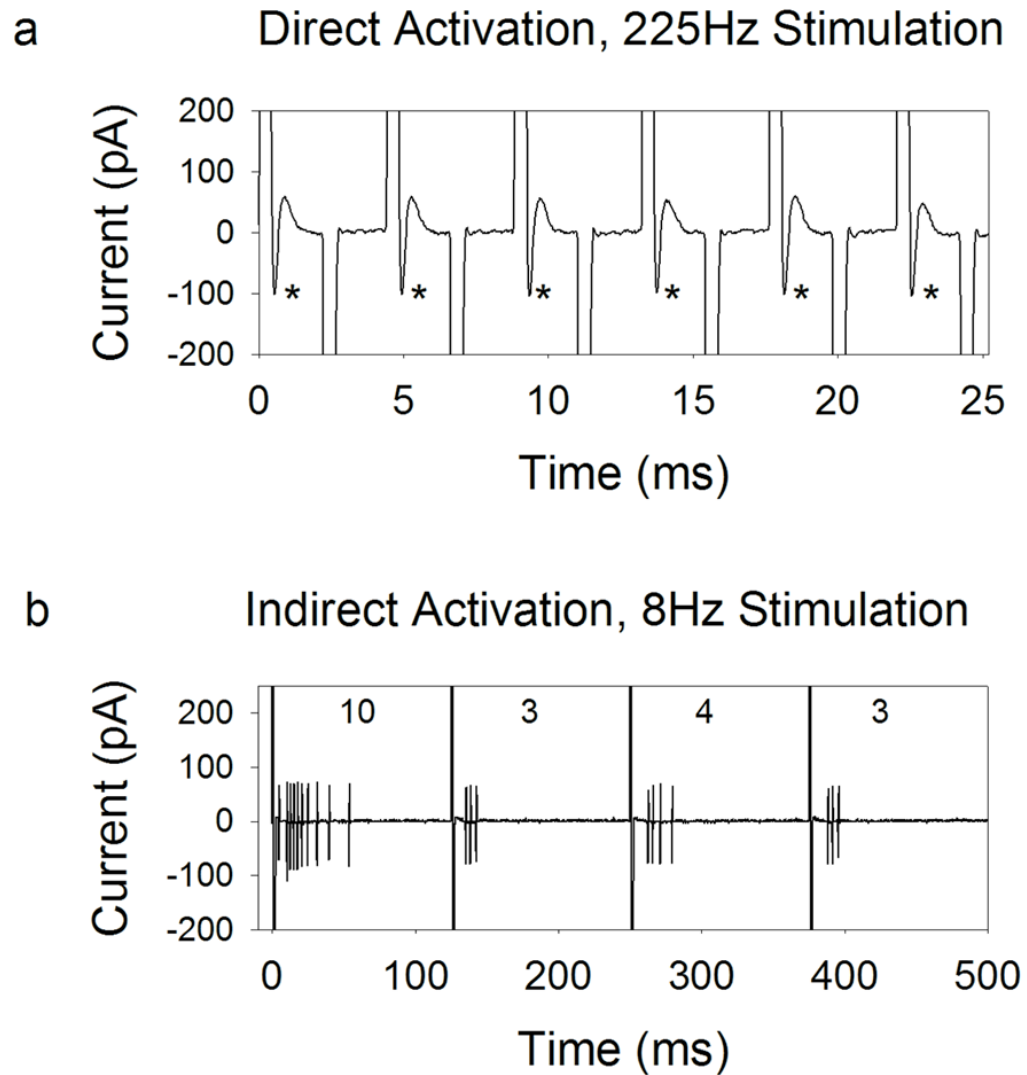 a Direct Activation, 225Hz Stimulation
Current (pA)
200
100
0
-100
-200
* * * * * *
0 5 10 15 20 25
Time (ms)
b Indirect Activation, 8Hz Stimulation
Current (pA)
200
100
0
-100
-200
10 3 4 3
0 100 200 300 400 500
Time (ms)